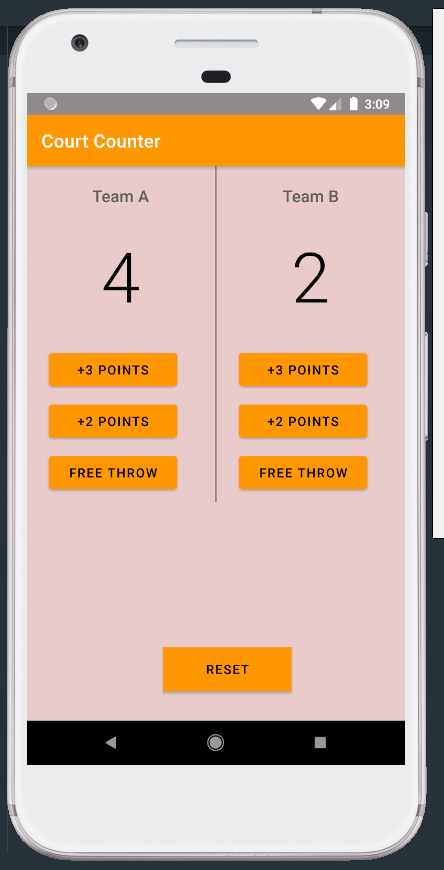 3:09
Court Counter
Team A
Team B
4
2
+3 POINTS
+3 POINTS
+2 POINTS
+2 POINTS
FREE THROW
FREE THROW
RESET